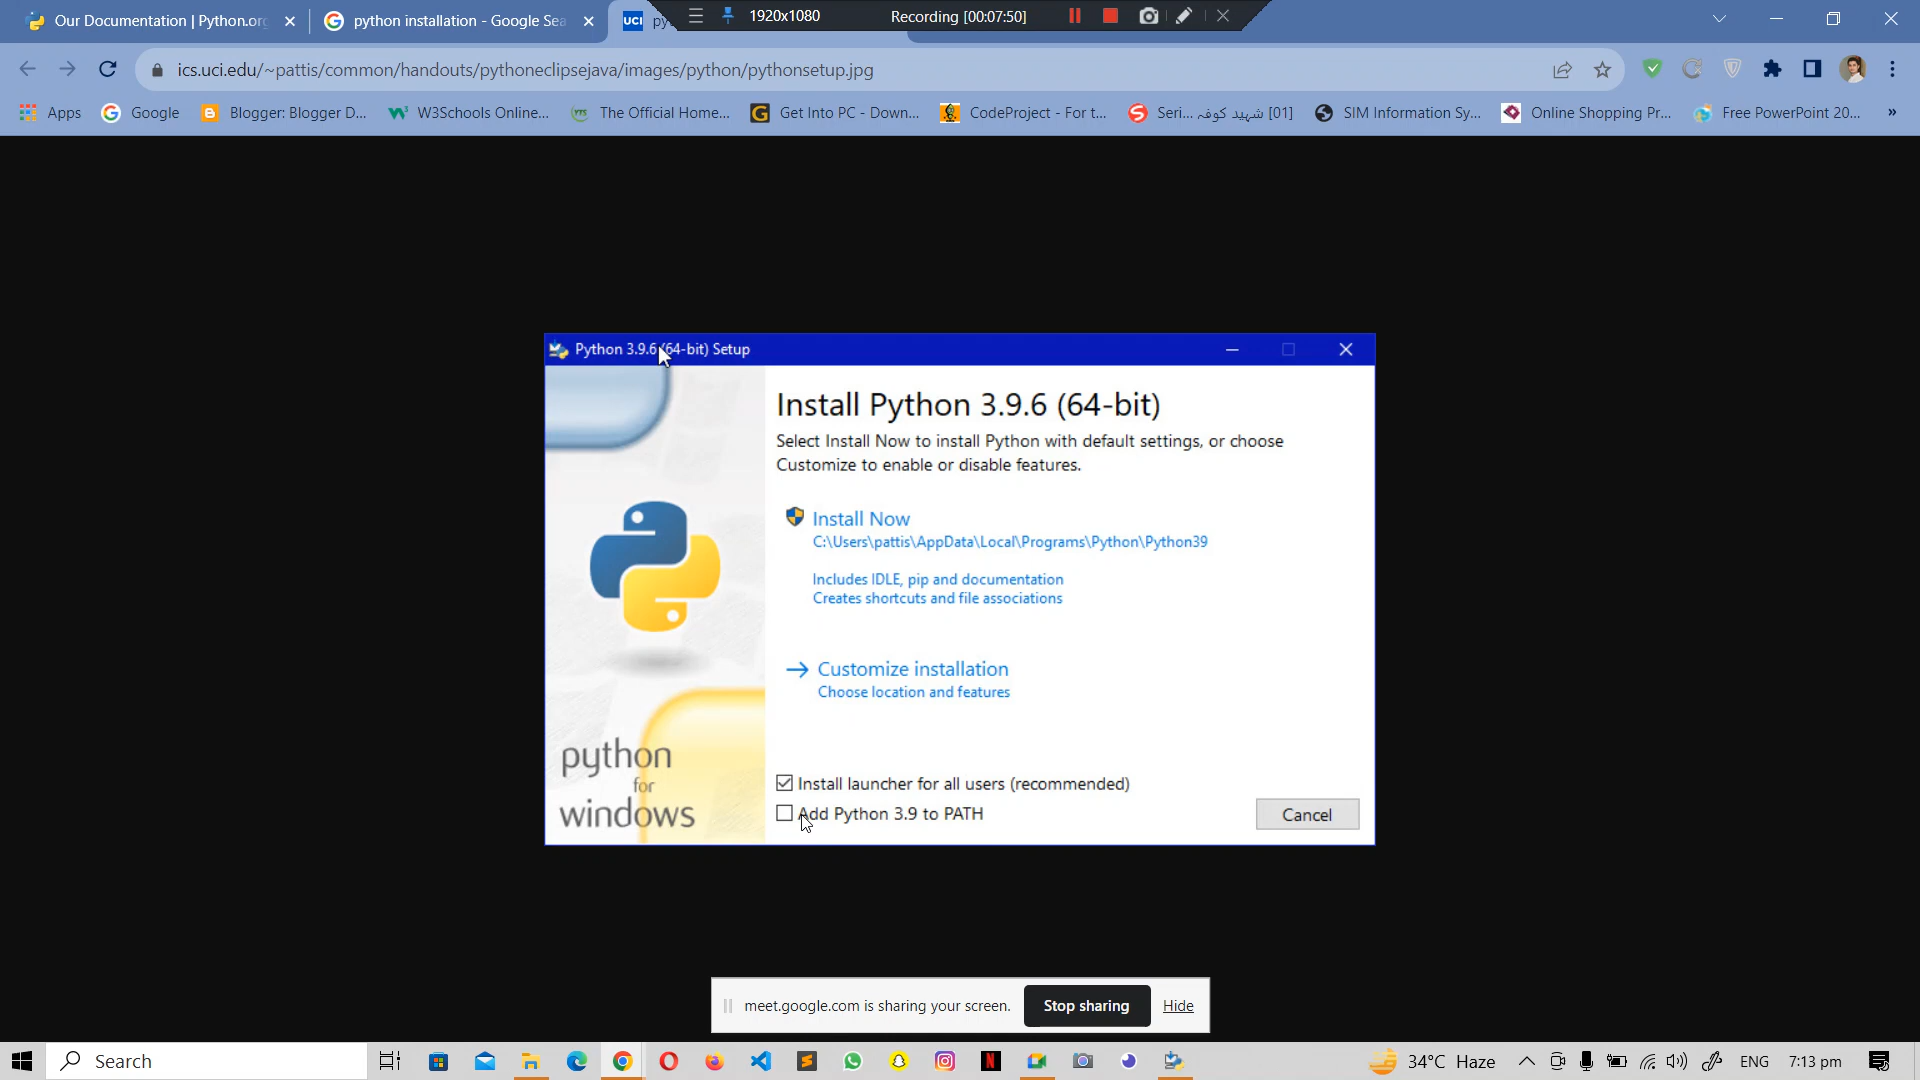 Our Documentation | Python.or
python installation - Google Sea
UCI
1920x1080
Recording [00:07:50]
ics.uci.edu/~pattis/common/handouts/pythoneclipsejava/images/python/pythonsetup.jpg
Apps
Google
Blogger: Blogger D...
W3Schools Online...
The Official Home...
Get Into PC - Down...
CodeProject - For t...
Seri... شہید کوفہ [01]
SIM Information Sy...
Online Shopping Pr...
Free PowerPoint 20...
»
Python 3.9.6 (64-bit) Setup
Install Python 3.9.6 (64-bit)
Select Install Now to install Python with default settings, or choose
Customize to enable or disable features.
Install Now
C:\Users\pattis\AppData\Local\Programs\Python\Python39
Includes IDLE, pip and documentation
Creates shortcuts and file associations
Customize installation
Choose location and features
python
for
windows
Install launcher for all users (recommended)
Add Python 3.9 to PATH
Cancel
meet.google.com is sharing your screen.
Stop sharing
Hide
Search
34°C Haze
ENG
7:13 pm